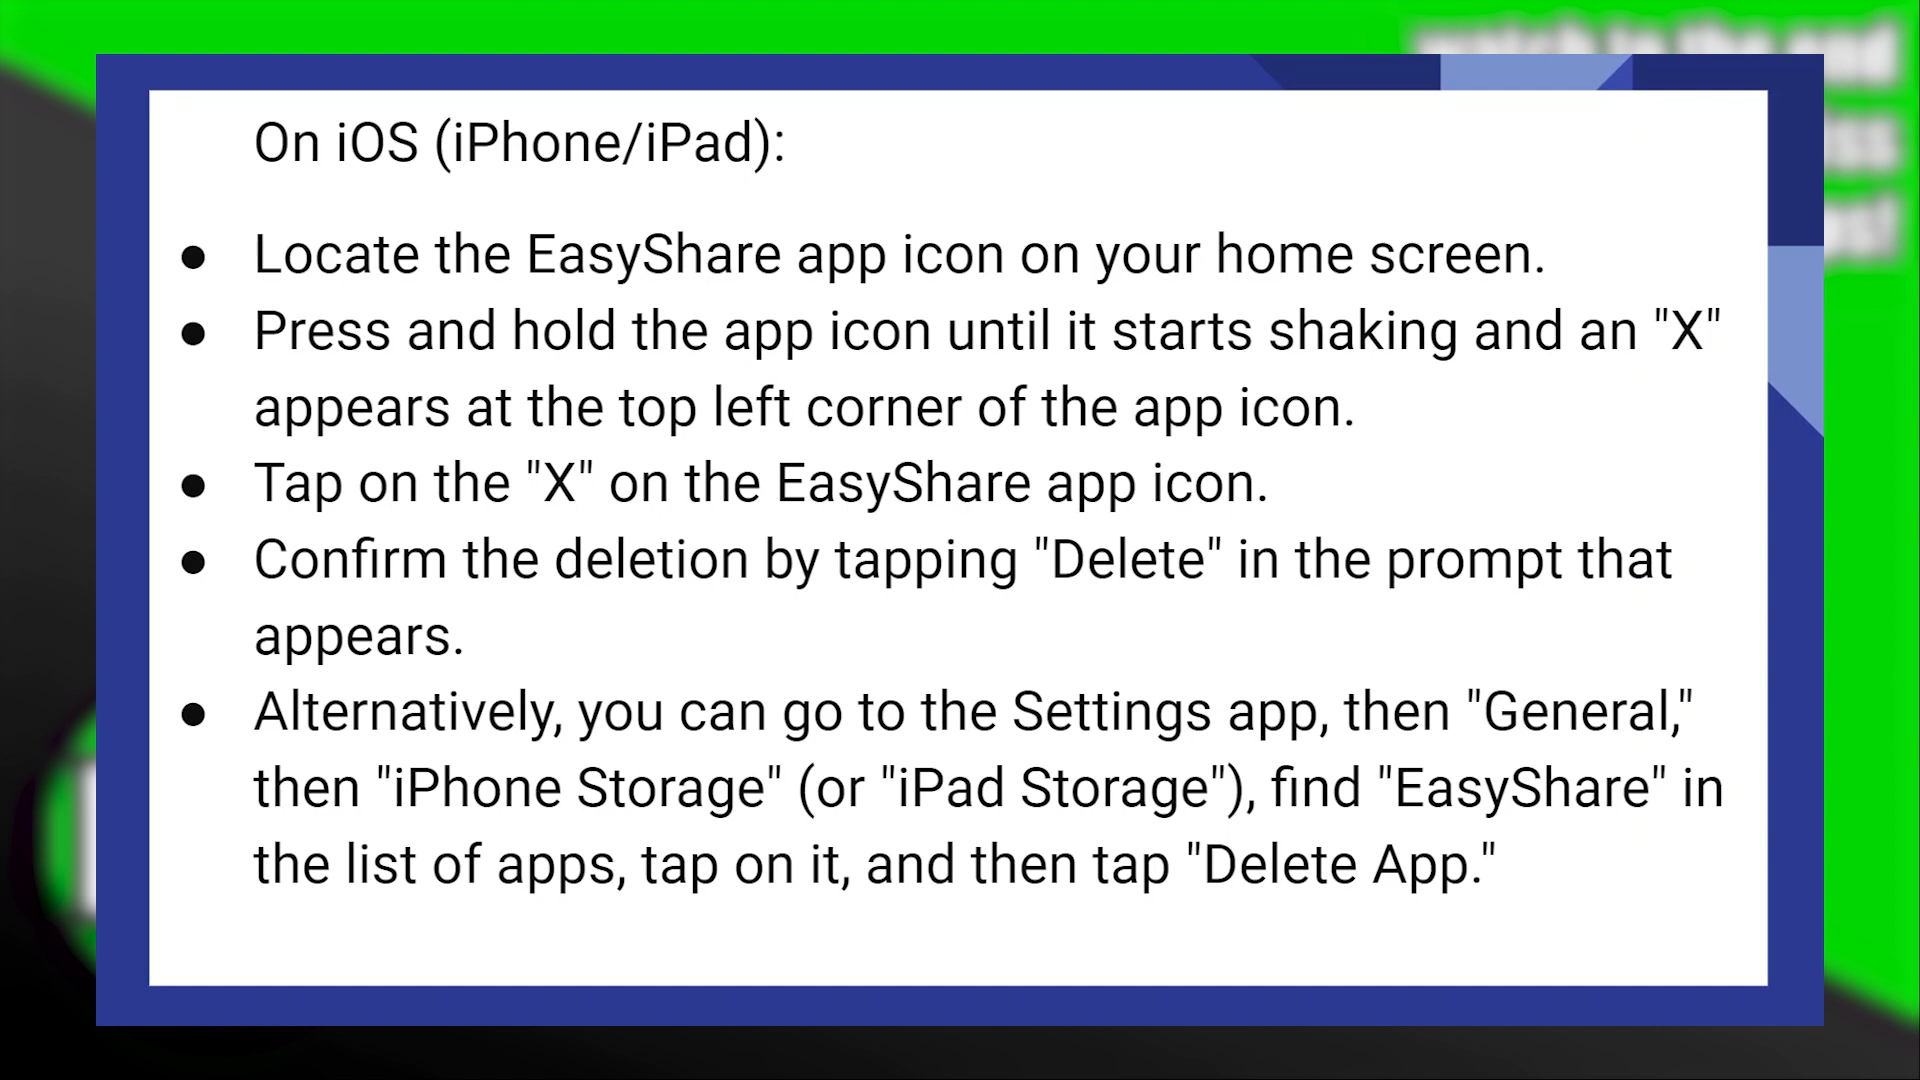 watch to the end
On iOS (iPhone/iPad):
● Locate the EasyShare app icon on your home screen.
● Press and hold the app icon until it starts shaking and an "X"
appears at the top left corner of the app icon.
● Tap on the "X" on the EasyShare app icon.
● Confirm the deletion by tapping "Delete" in the prompt that
appears.
● Alternatively, you can go to the Settings app, then "General,"
then "iPhone Storage" (or "iPad Storage"), find "EasyShare" in
the list of apps, tap on it, and then tap "Delete App."